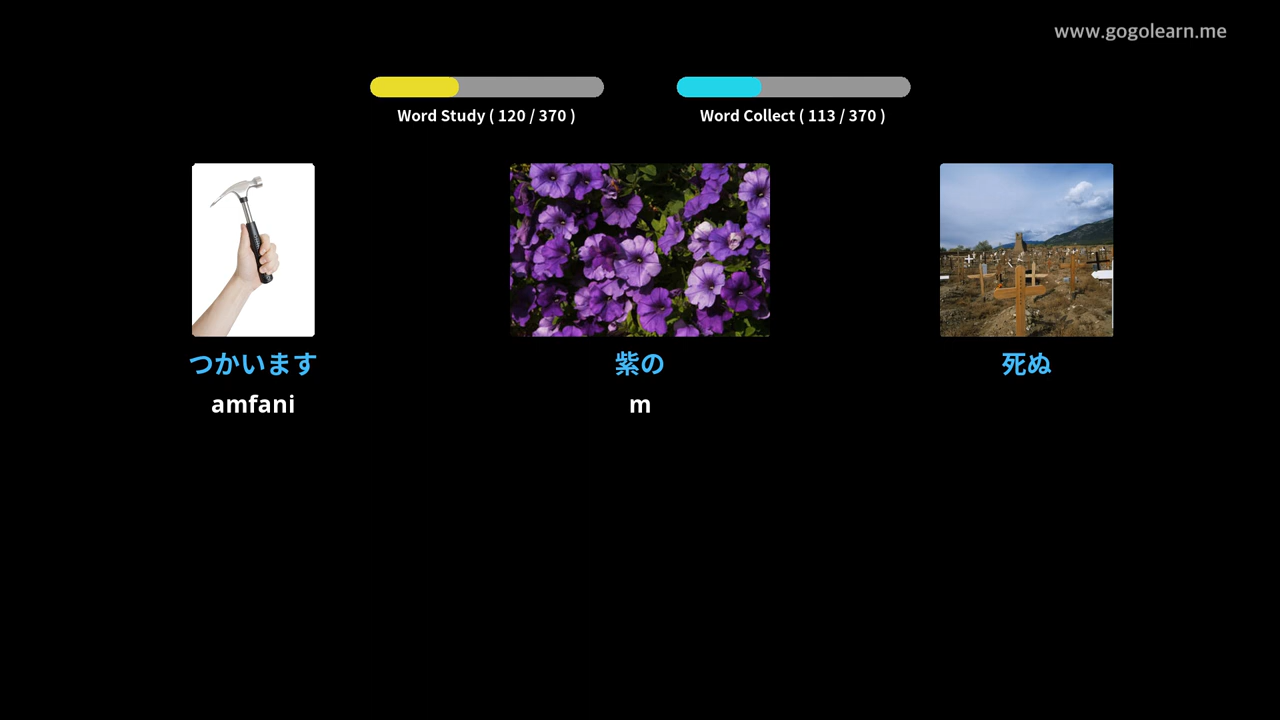 www.gogolearn.me
Word Study ( 120 / 370 )
Word Collect ( 113 / 370 )
つかいます
紫の
死ぬ
amfani
m